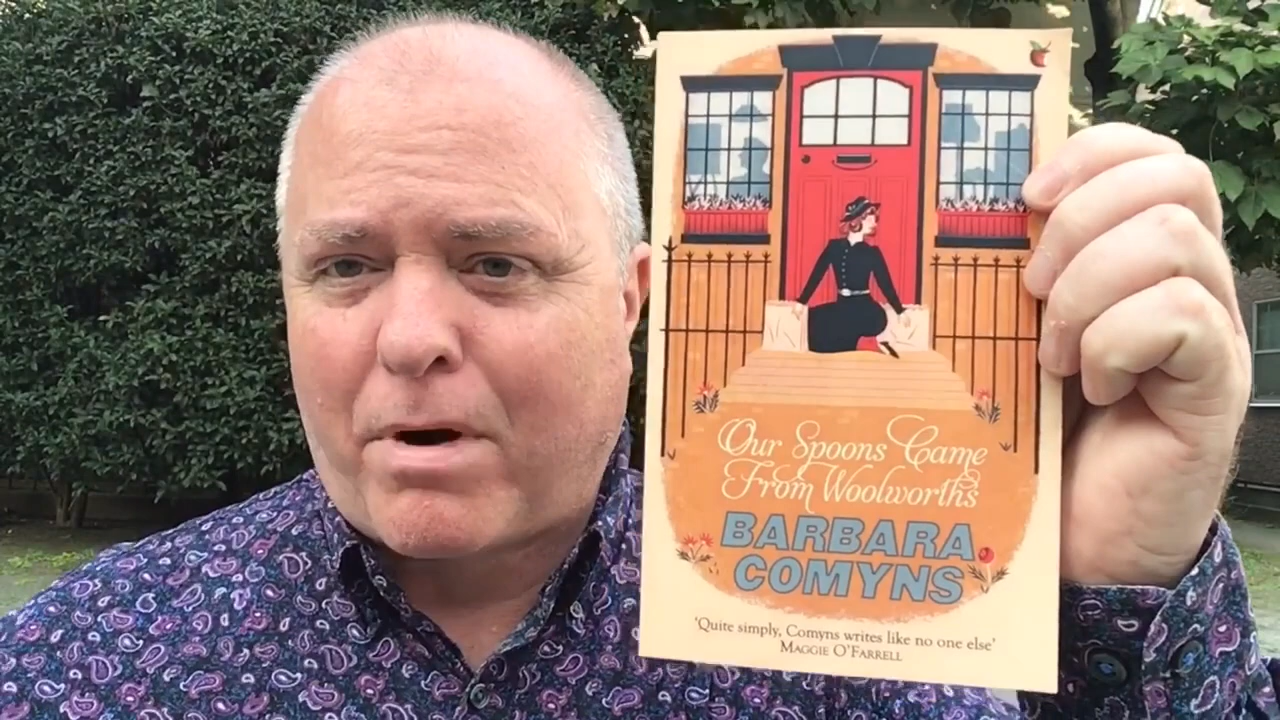 Our Spoons Came
From Woolworths
BARBARA
COMYNS
'Quite simply, Comyns writes like no one else'
MAGGIE O'FARRELL